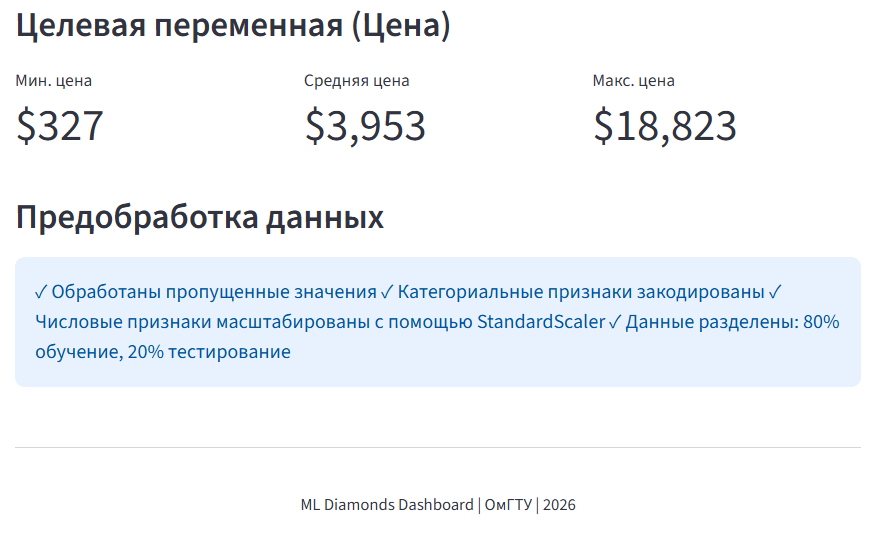 Целевая переменная (Цена)
Мин. цена
Средняя цена
Макс. цена
$327
$3,953
$18,823
Предобработка данных
✓ Обработаны пропущенные значения ✓ Категориальные признаки закодированы ✓
Числовые признаки масштабированы с помощью StandardScaler ✓ Данные разделены: 80%
обучение, 20% тестирование
ML Diamonds Dashboard | ОмГТУ | 2026